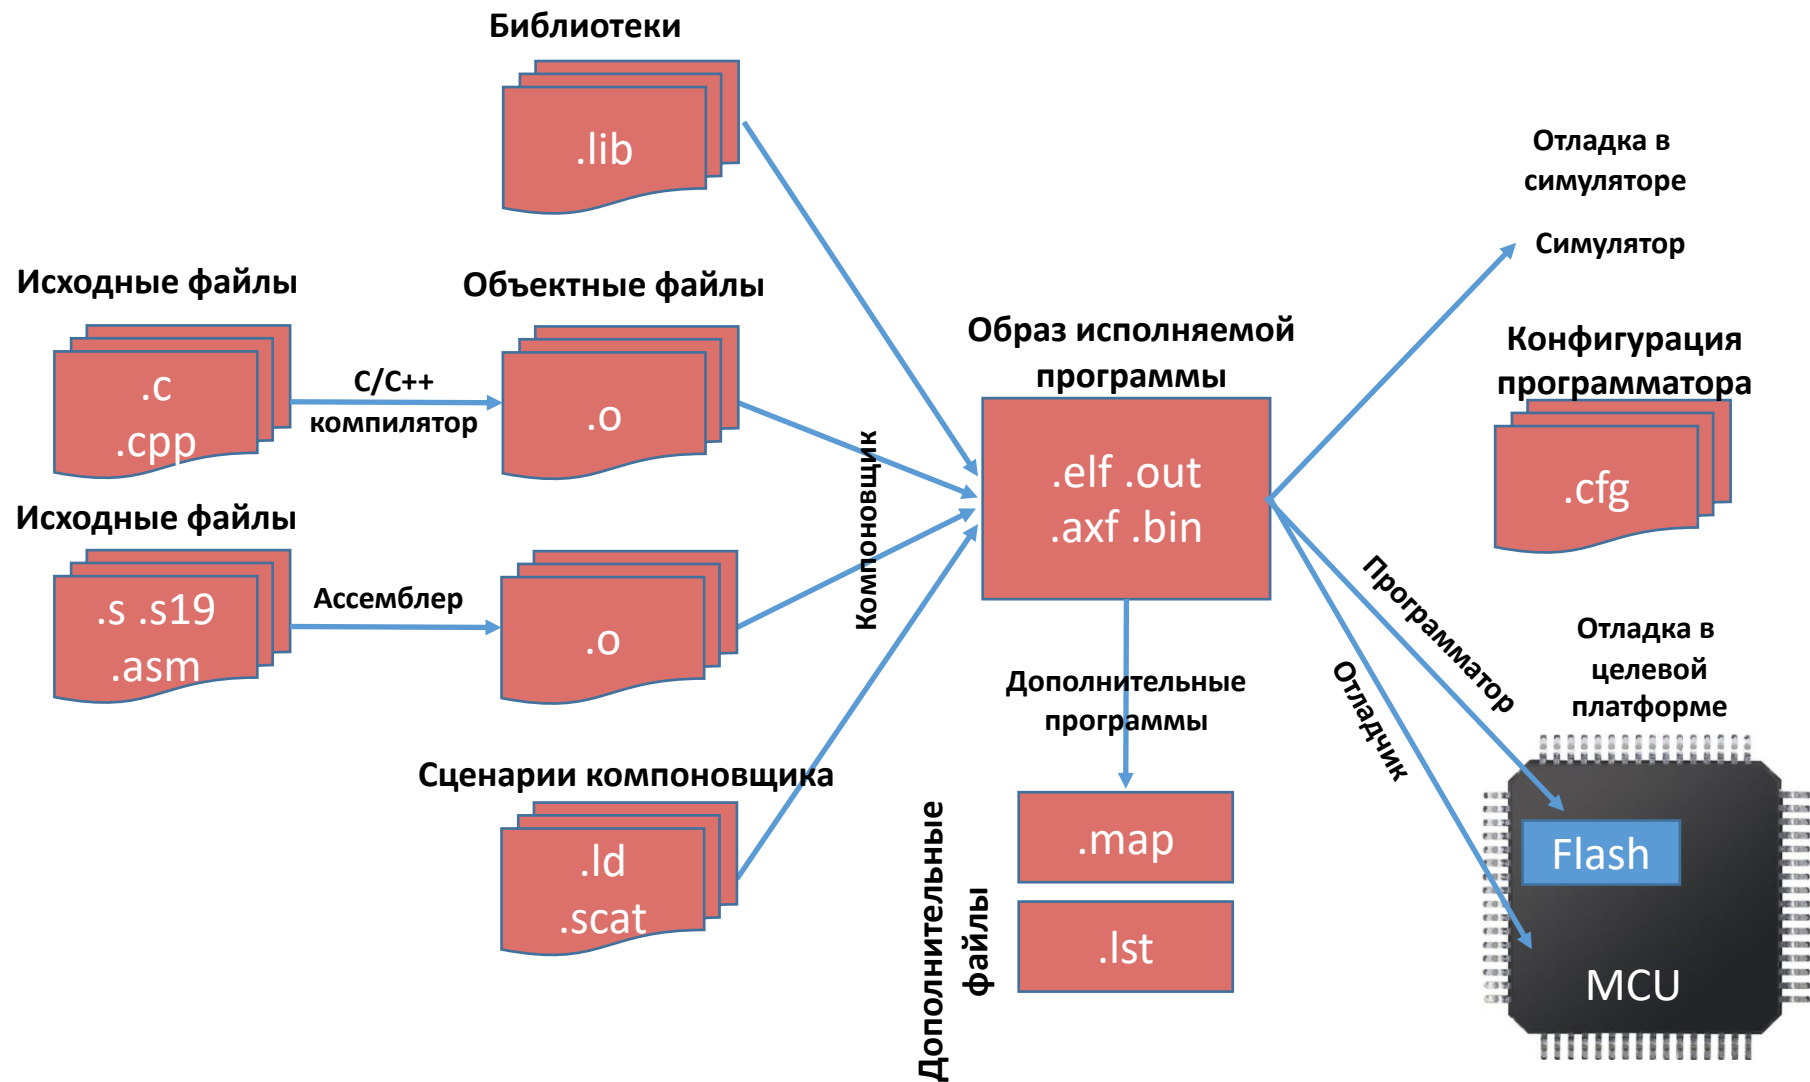 Библиотеки
.lib
Исходные файлы
.c
.cpp
С/С++
компилятор
Объектные файлы
.o
Исходные файлы
.s .s19
.asm
Ассемблер
.o
Сценарии компоновщика
.ld
.scat
Компоновщик
Образ исполняемой
программы
.elf .out
.axf .bin
Дополнительные
программы
Дополнительные
файлы
.map
.lst
Отладка в
симуляторе
Симулятор
Конфигурация
программатора
.cfg
Программатор
Отладчик
Отладка в
целевой
платформе
Flash
MCU